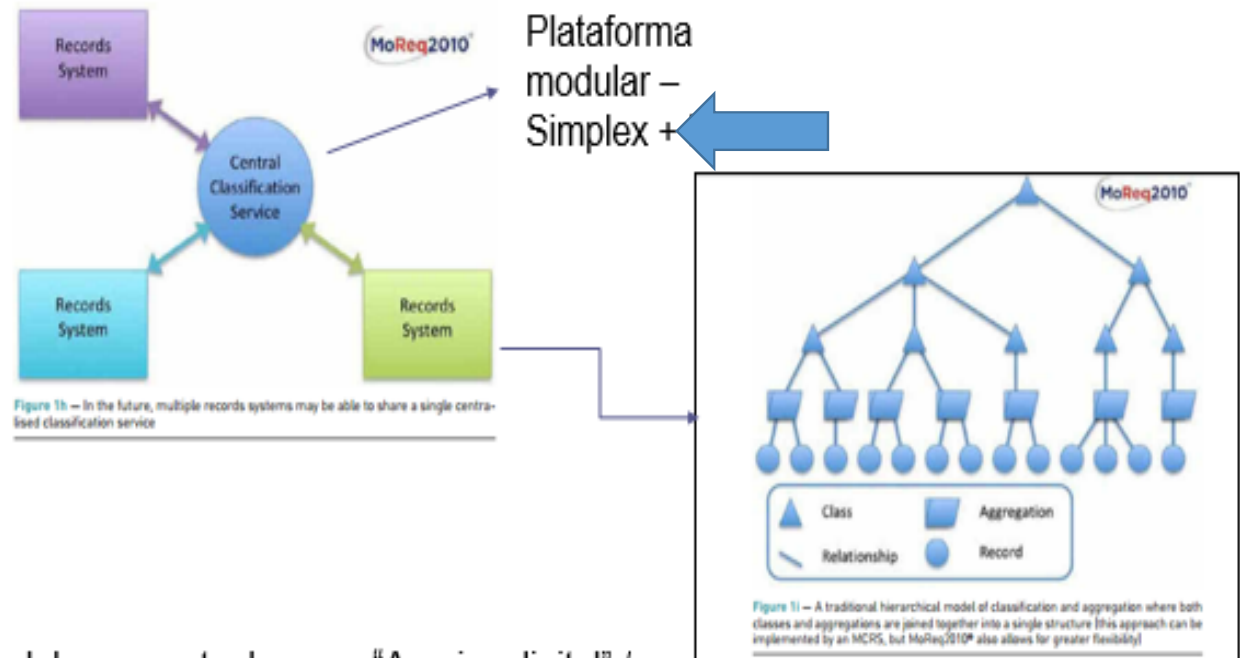 Records
System
MoReq2010®
Plataforma
modular –
Simplex +
Central
Classification
Service
Records
System
Records
System
Figure 1h — In the future, multiple records systems may be able to share a single centra-
lised classification service
MoReq2010®
Class
Aggregation
Relationship
Record
Figure 1i — A traditional hierarchical model of classification and aggregation where both
classes and aggregations are joined together into a single structure (this approach can be
implemented by an MCRS, but MoReq2010® also allows for greater flexibility)